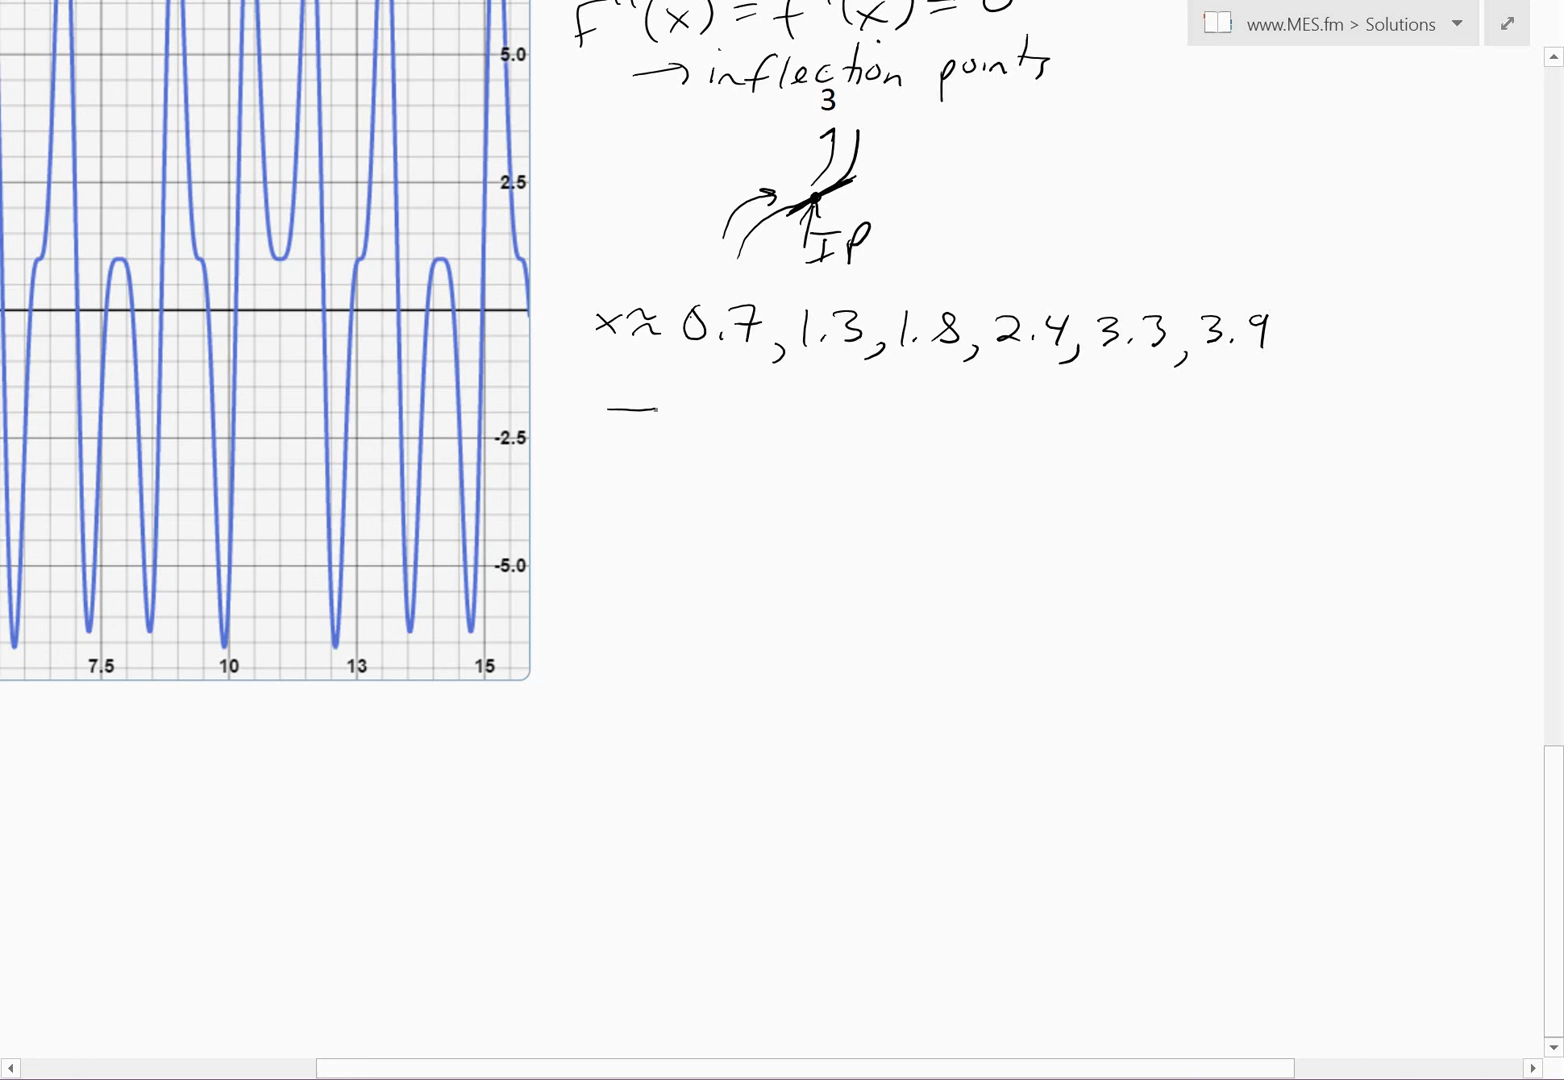 F''(x) = f'(x) = 0
www.MES.fm > Solutions
→ inflection points
3
IP
x ≈ 0.7, 1.3, 1.8, 2.4, 3.3, 3.9
5.0
2.5
-2.5
-5.0
7.5 10 13 15